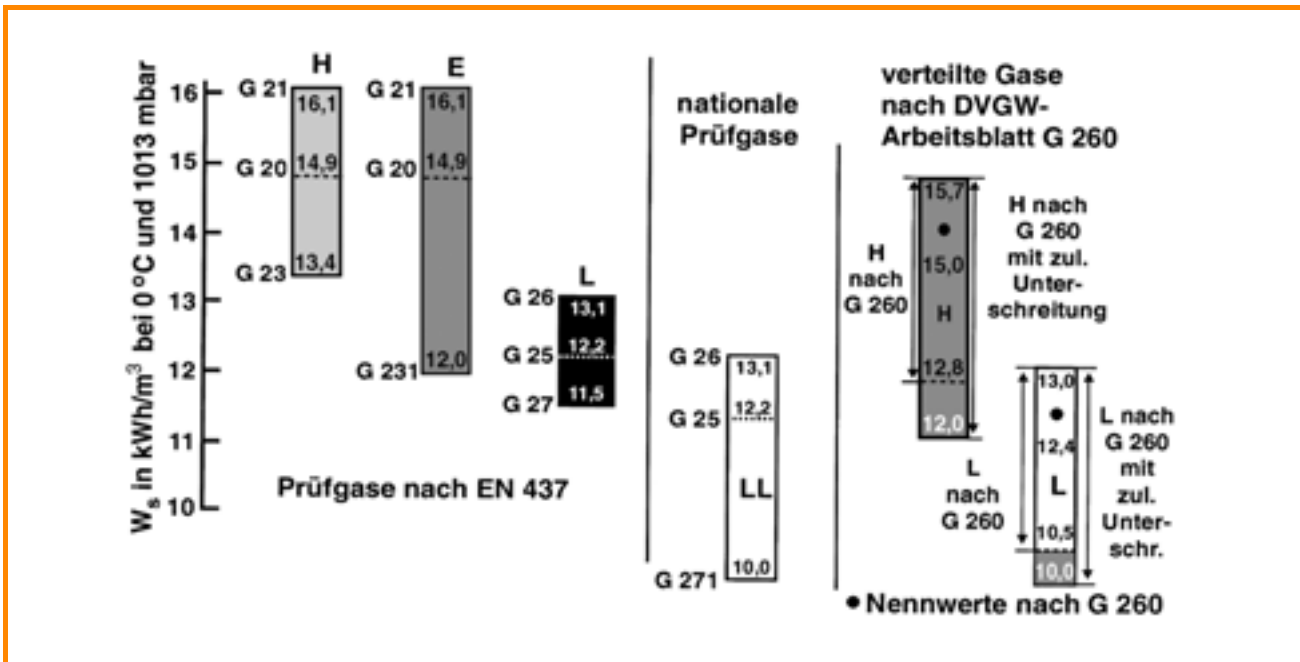 W_s in kWh/m³ bei 0 °C und 1013 mbar
16
15
14
13
12
11
10
H
G 21
16,1
G 20
14,9
G 23
13,4
E
G 21
16,1
G 20
14,9
G 231
12,0
L
G 26
13,1
G 25
12,2
G 27
11,5
Prüfgase nach EN 437
nationale
Prüfgase
G 26
13,1
G 25
12,2
LL
G 271
10,0
verteilte Gase
nach DVGW-
Arbeitsblatt G 260
H
nach
G 260
15,7
15,0
H
12,8
12,0
H nach
G 260
mit zul.
Unter-
schreitung
L
nach
G 260
13,0
12,4
L
10,5
10,0
L nach
G 260
mit
zul.
Unter-
schr.
● Nennwerte nach G 260